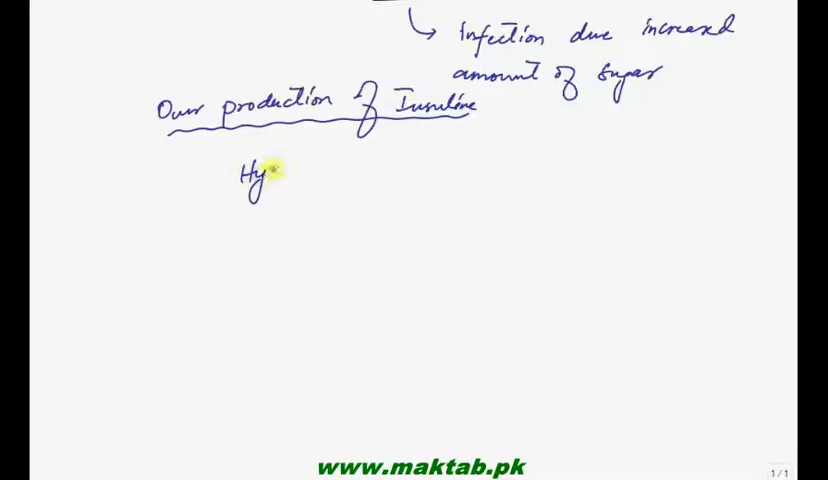 Infection due increased
amount of Sugar
Over production of Insuline
Hy
www.maktab.pk
1/1